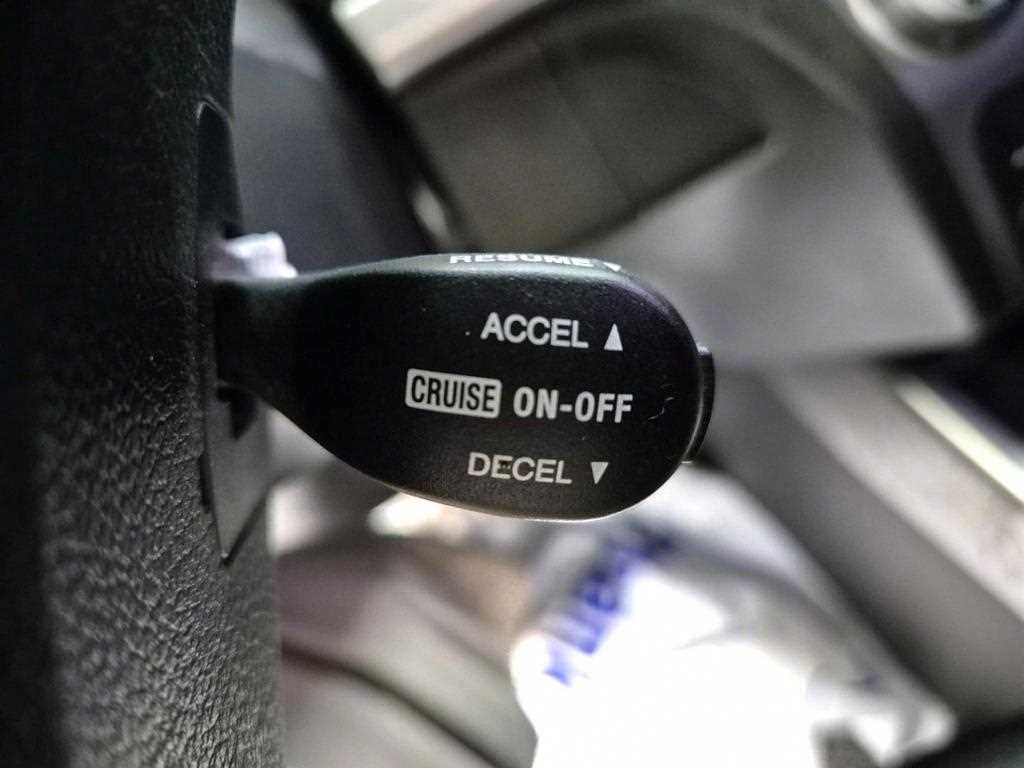 RESUME ▼
ACCEL ▲
CRUISE ON-OFF
DECEL ▼